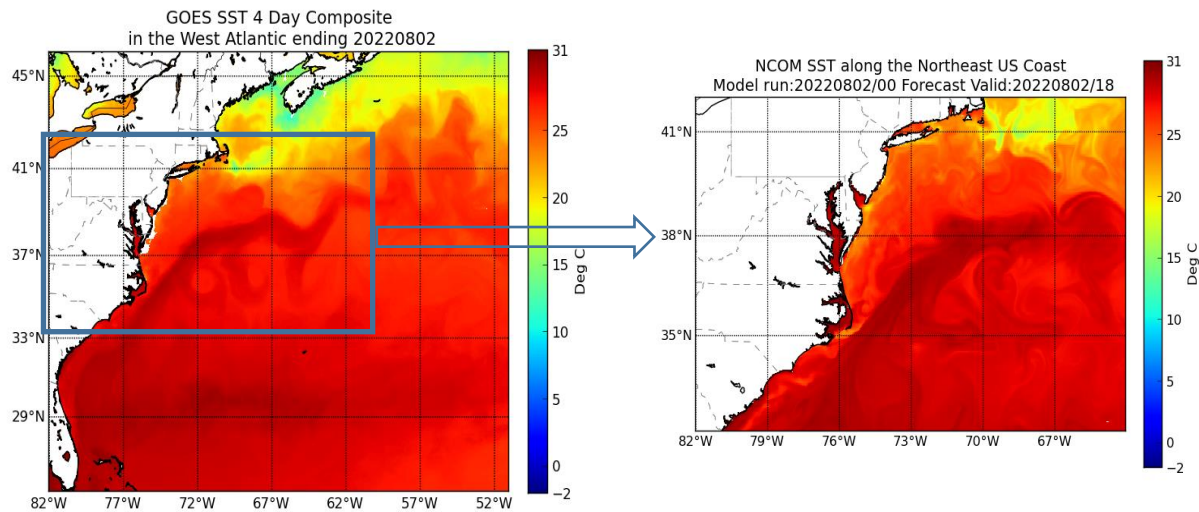 GOES SST 4 Day Composite
in the West Atlantic ending 20220802
45°N
41°N
37°N
33°N
29°N
82°W 77°W 72°W 67°W 62°W 57°W 52°W
31
25
20
15
10
5
0
−2
Deg C
NCOM SST along the Northeast US Coast
Model run:20220802/00 Forecast Valid:20220802/18
41°N
38°N
35°N
82°W 79°W 76°W 73°W 70°W 67°W
31
25
20
15
10
5
0
−2
Deg C